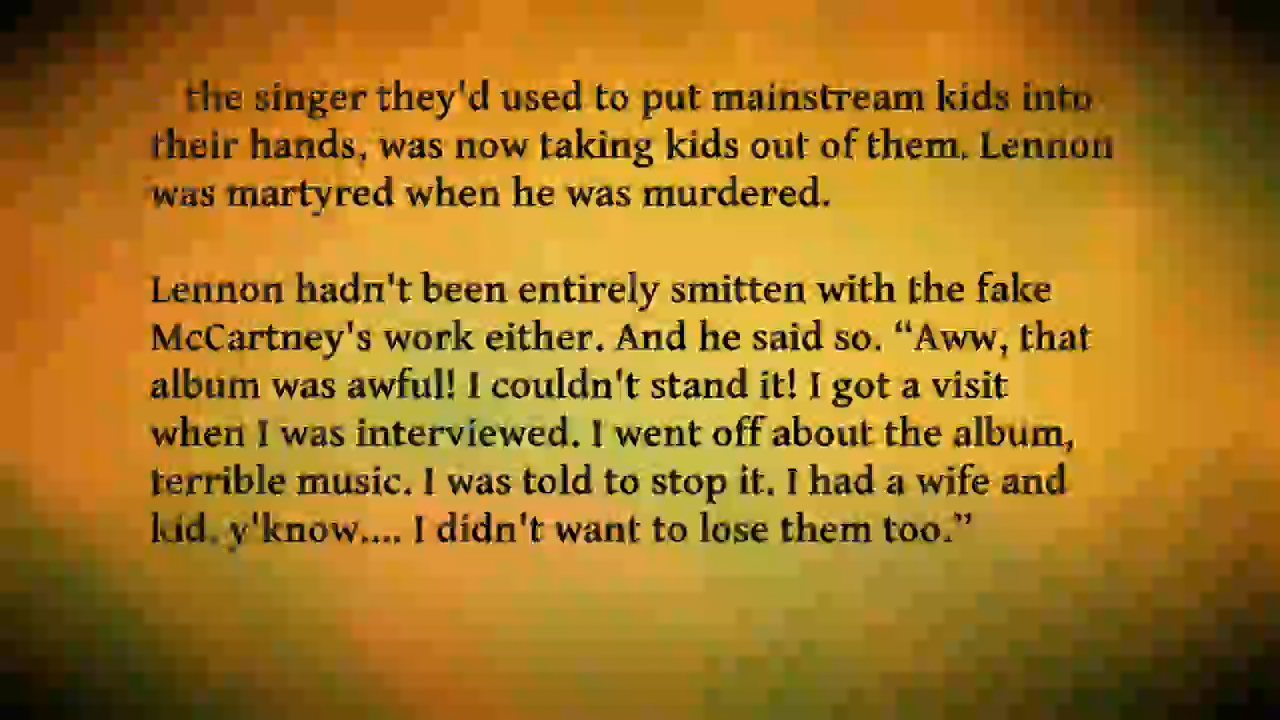 the singer they'd used to put mainstream kids into
their hands, was now taking kids out of them. Lennon
was martyred when he was murdered.
Lennon hadn't been entirely smitten with the fake
McCartney's work either. And he said so. “Aww, that
album was awful! I couldn't stand it! I got a visit
when I was interviewed. I went off about the album,
terrible music. I was told to stop it. I had a wife and
kid, y'know.... I didn't want to lose them too.”